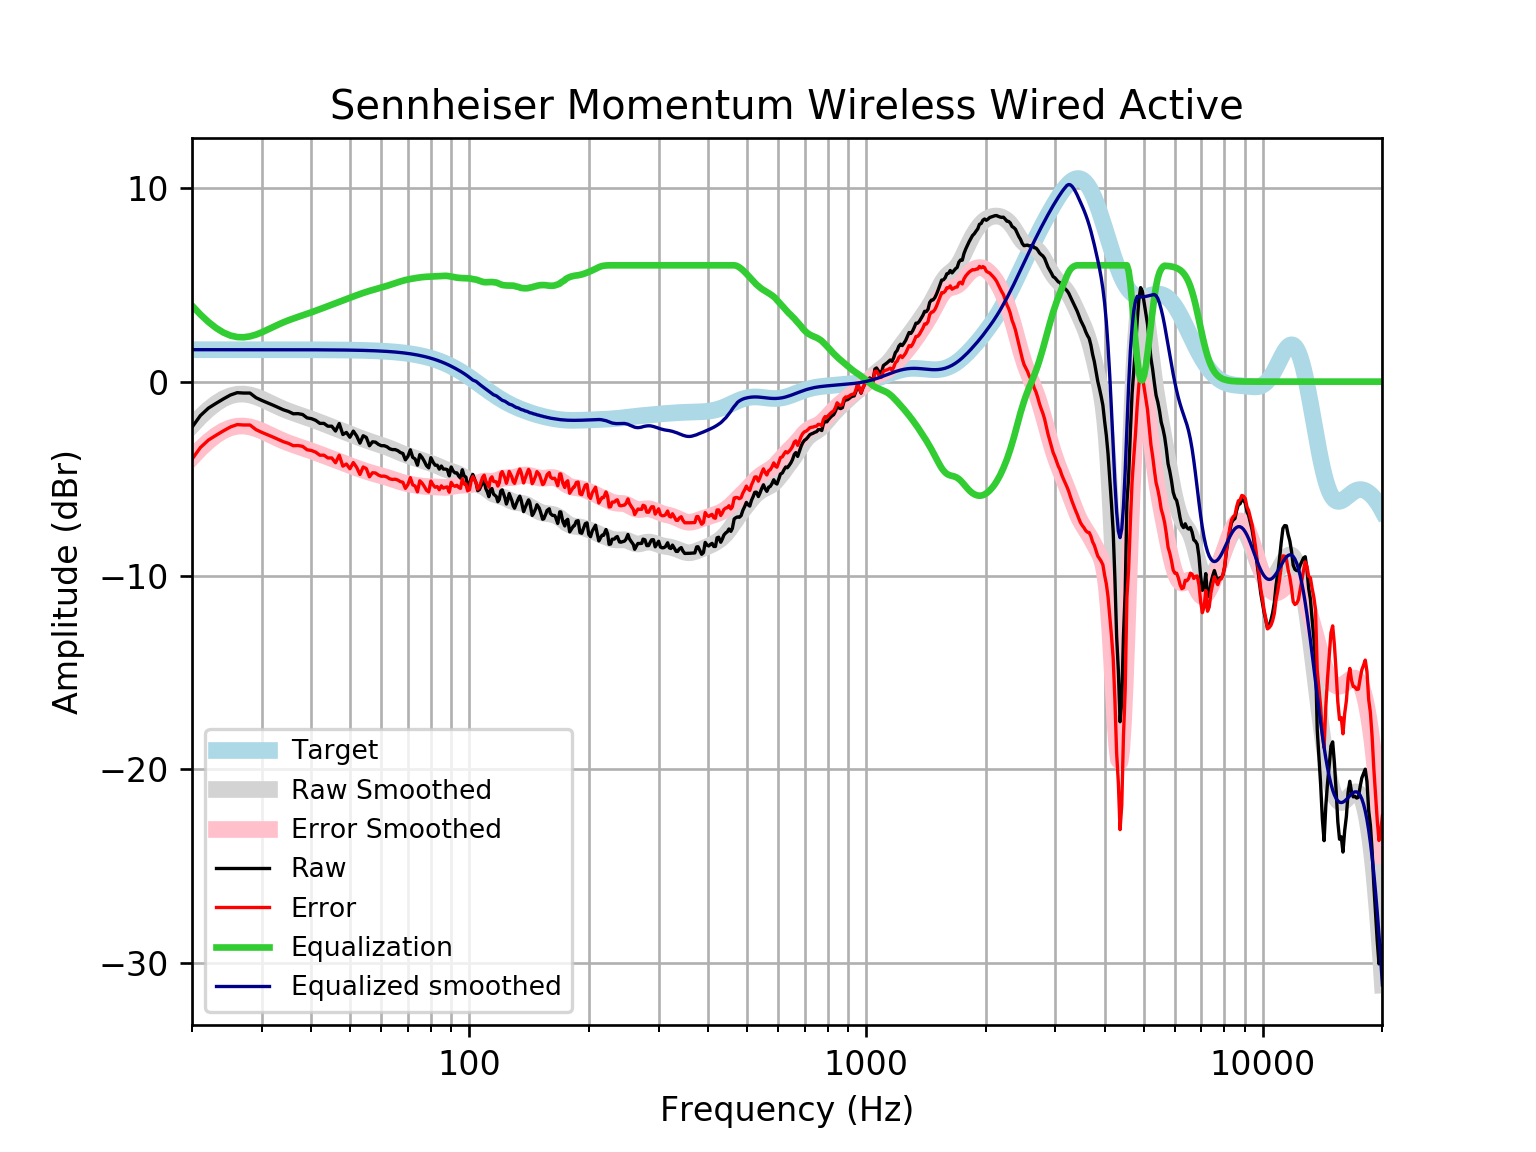 Sennheiser Momentum Wireless Wired Active
Amplitude (dBr)
10
0
−10
−20
−30
Target
Raw Smoothed
Error Smoothed
Raw
Error
Equalization
Equalized smoothed
100 1000 10000
Frequency (Hz)